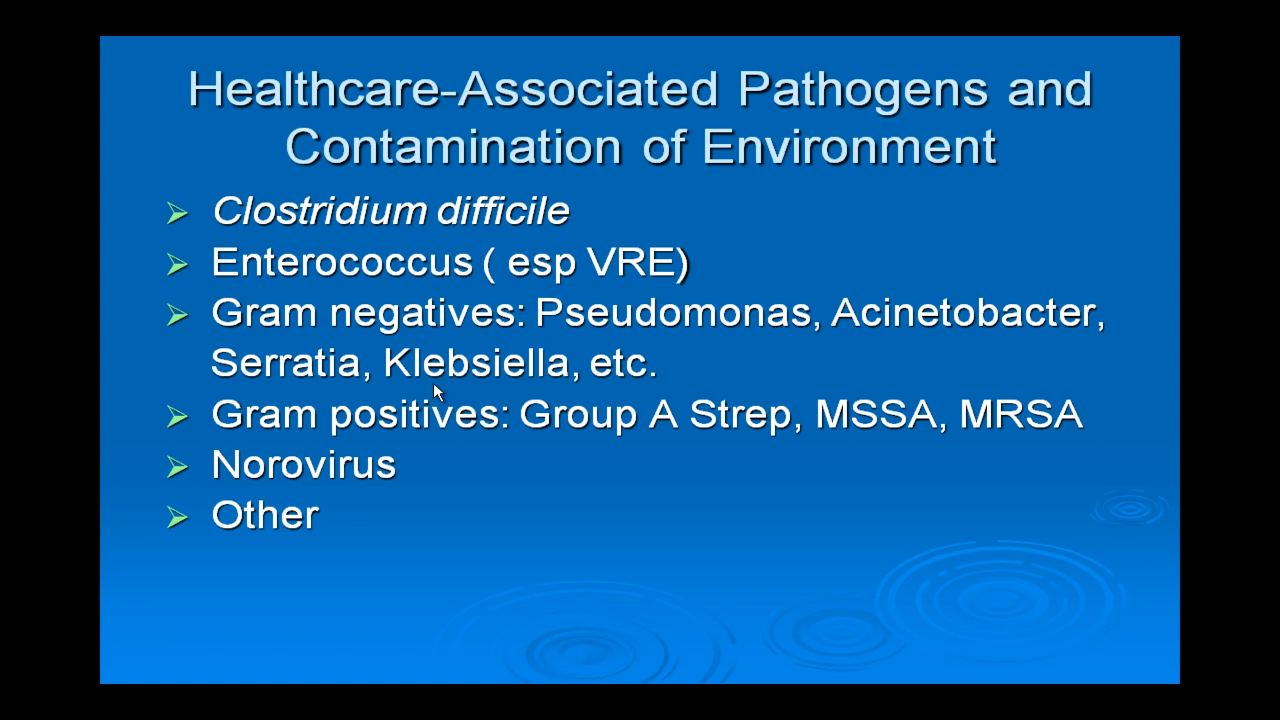 Healthcare-Associated Pathogens and
Contamination of Environment
Clostridium difficile
Enterococcus ( esp VRE)
Gram negatives: Pseudomonas, Acinetobacter,
Serratia, Klebsiella, etc.
Gram positives: Group A Strep, MSSA, MRSA
Norovirus
Other